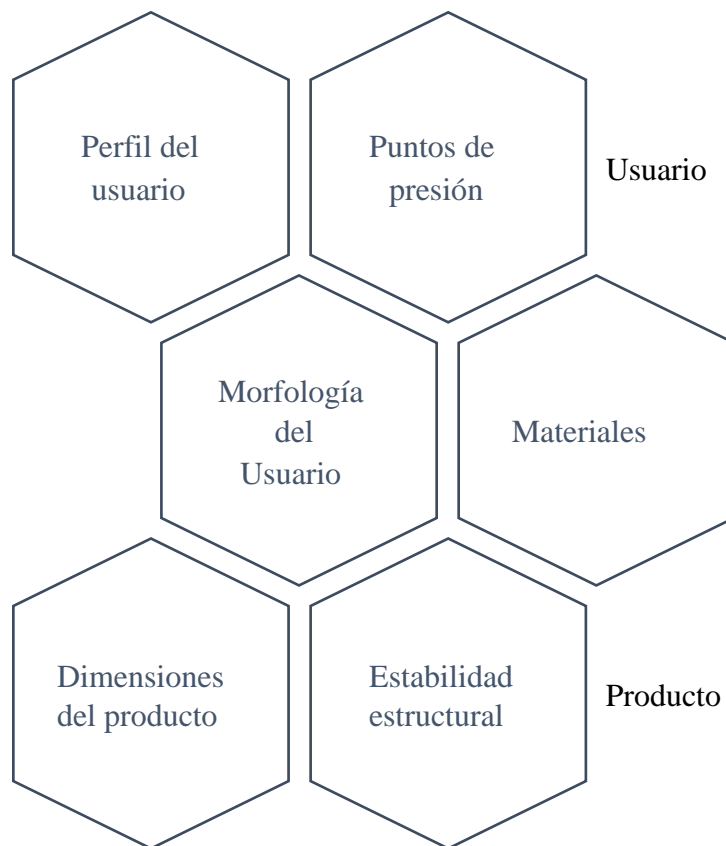 Perfil del
usuario
Puntos de
presión
Usuario
Morfología
del
Usuario
Materiales
Dimensiones
del producto
Estabilidad
estructural
Producto